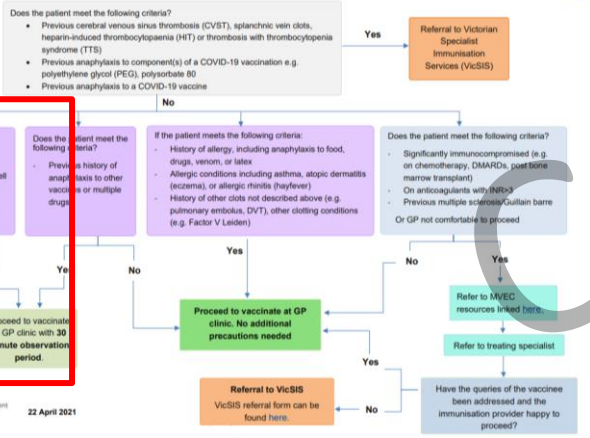 Does the patient meet the following criteria?
• Previous cerebral venous sinus thrombosis (CVST), splanchnic vein clots,
heparin-induced thrombocytopaenia (HIT) or thrombosis with thrombocytopenia
syndrome (TTS)
• Previous anaphylaxis to component(s) of a COVID-19 vaccination e.g.
polyethylene glycol (PEG), polysorbate 80
• Previous anaphylaxis to a COVID-19 vaccine
Yes
Referral to Victorian
Specialist
Immunisation
Services (VicSIS)
No
ell
Does the patient meet the
following criteria?
- Previous history of
anaphylaxis to other
vaccines or multiple
drugs
If the patient meets the following criteria:
- History of allergy, including anaphylaxis to food,
drugs, venom, or latex
- Allergic conditions including asthma, atopic dermatitis
(eczema), or allergic rhinitis (hayfever)
- History of other clots not described above (e.g.
pulmonary embolus, DVT), other clotting conditions
(e.g. Factor V Leiden)
Does the patient meet the following criteria?
- Significantly immunocompromised (e.g.
on chemotherapy, DMARDs, post bone
marrow transplant)
- On anticoagulants with INR>3
- Previous multiple sclerosis/Guillain barre
Or GP not comfortable to proceed
Yes
No
Yes
No
Yes
oceed to vaccinate
GP clinic with 30
nute observation
period.
Proceed to vaccinate at GP
clinic. No additional
precautions needed
Refer to MVEC
resources linked here.
Refer to treating specialist
Yes
Referral to VicSIS
VicSIS referral form can be
found here.
No
Have the queries of the vaccinee
been addressed and the
immunisation provider happy to
proceed?
ent
22 April 2021